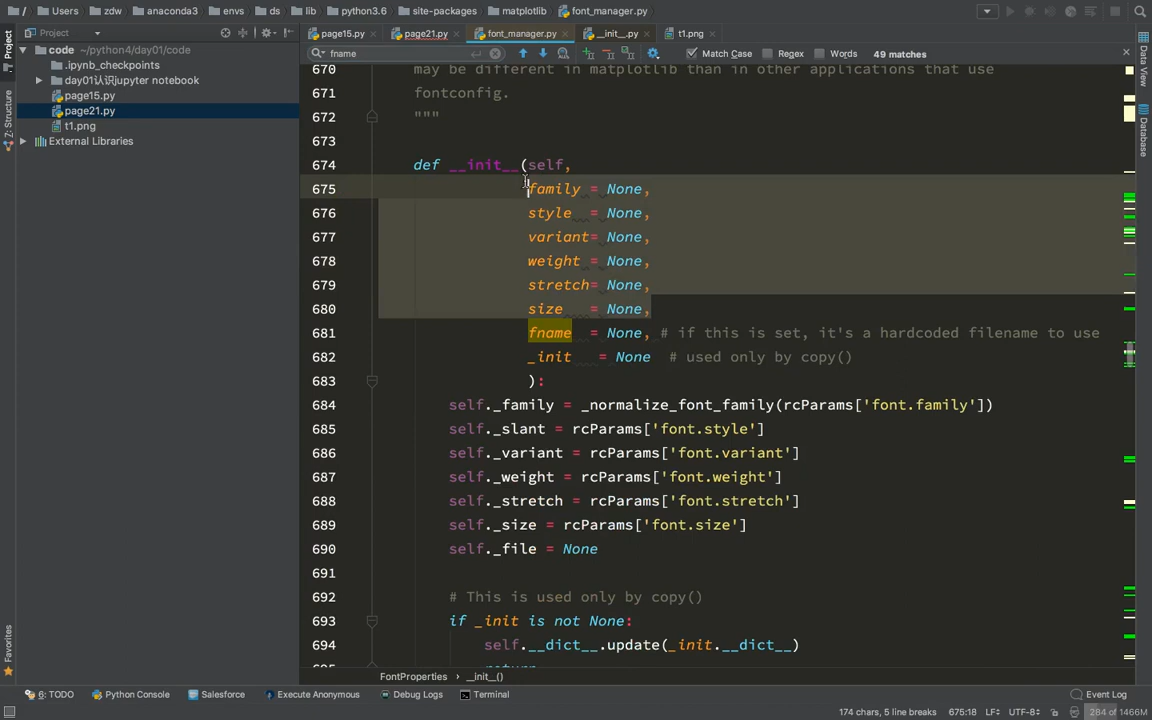 / Users zdw anaconda3 envs ds lib python3.6 site-packages matplotlib font_manager.py
Project
page15.py page21.py font_manager.py __init__.py t1.png
code ~/python4/day01/code
.ipynb_checkpoints
day01认识jupyter notebook
page15.py
page21.py
t1.png
External Libraries
Project
Z: Structure
Favorites
fname Match Case Regex Words 49 matches
670 may be different in matplotlib than in other applications that use
671 fontconfig.
672 """
673
674 def __init__(self,
675 family = None,
676 style = None,
677 variant= None,
678 weight = None,
679 stretch= None,
680 size = None,
681 fname = None, # if this is set, it's a hardcoded filename to use
682 _init = None # used only by copy()
683 ):
684 self._family = _normalize_font_family(rcParams['font.family'])
685 self._slant = rcParams['font.style']
686 self._variant = rcParams['font.variant']
687 self._weight = rcParams['font.weight']
688 self._stretch = rcParams['font.stretch']
689 self._size = rcParams['font.size']
690 self._file = None
691
692 # This is used only by copy()
693 if _init is not None:
694 self.__dict__.update(_init.__dict__)
Data View
Database
FontProperties › __init__()
6: TODO Python Console Salesforce Execute Anonymous Debug Logs Terminal Event Log
174 chars, 5 line breaks 675:18 LF÷ UTF-8÷ 284 of 1466M